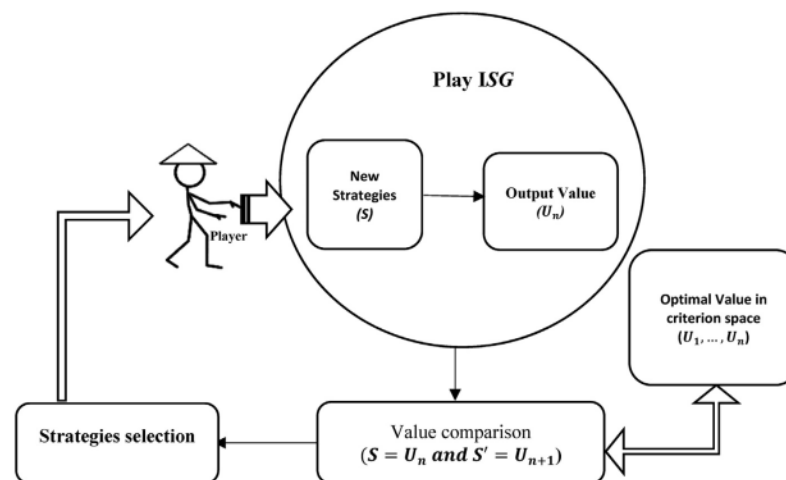 Play ISG
New
Strategies
(S)
Output Value
(Uₙ)
Player
Optimal Value in
criterion space
(U₁, ..., Uₙ)
Strategies selection
Value comparison
(S = Uₙ and S′ = Uₙ₊₁)